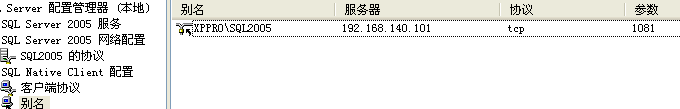 . Server 配置管理器 (本地)
SQL Server 2005 服务
SQL Server 2005 网络配置
SQL2005 的协议
SQL Native Client 配置
客户端协议
别名
别名 服务器 协议 参数
XPPRO\SQL2005 192.168.140.101 tcp 1081